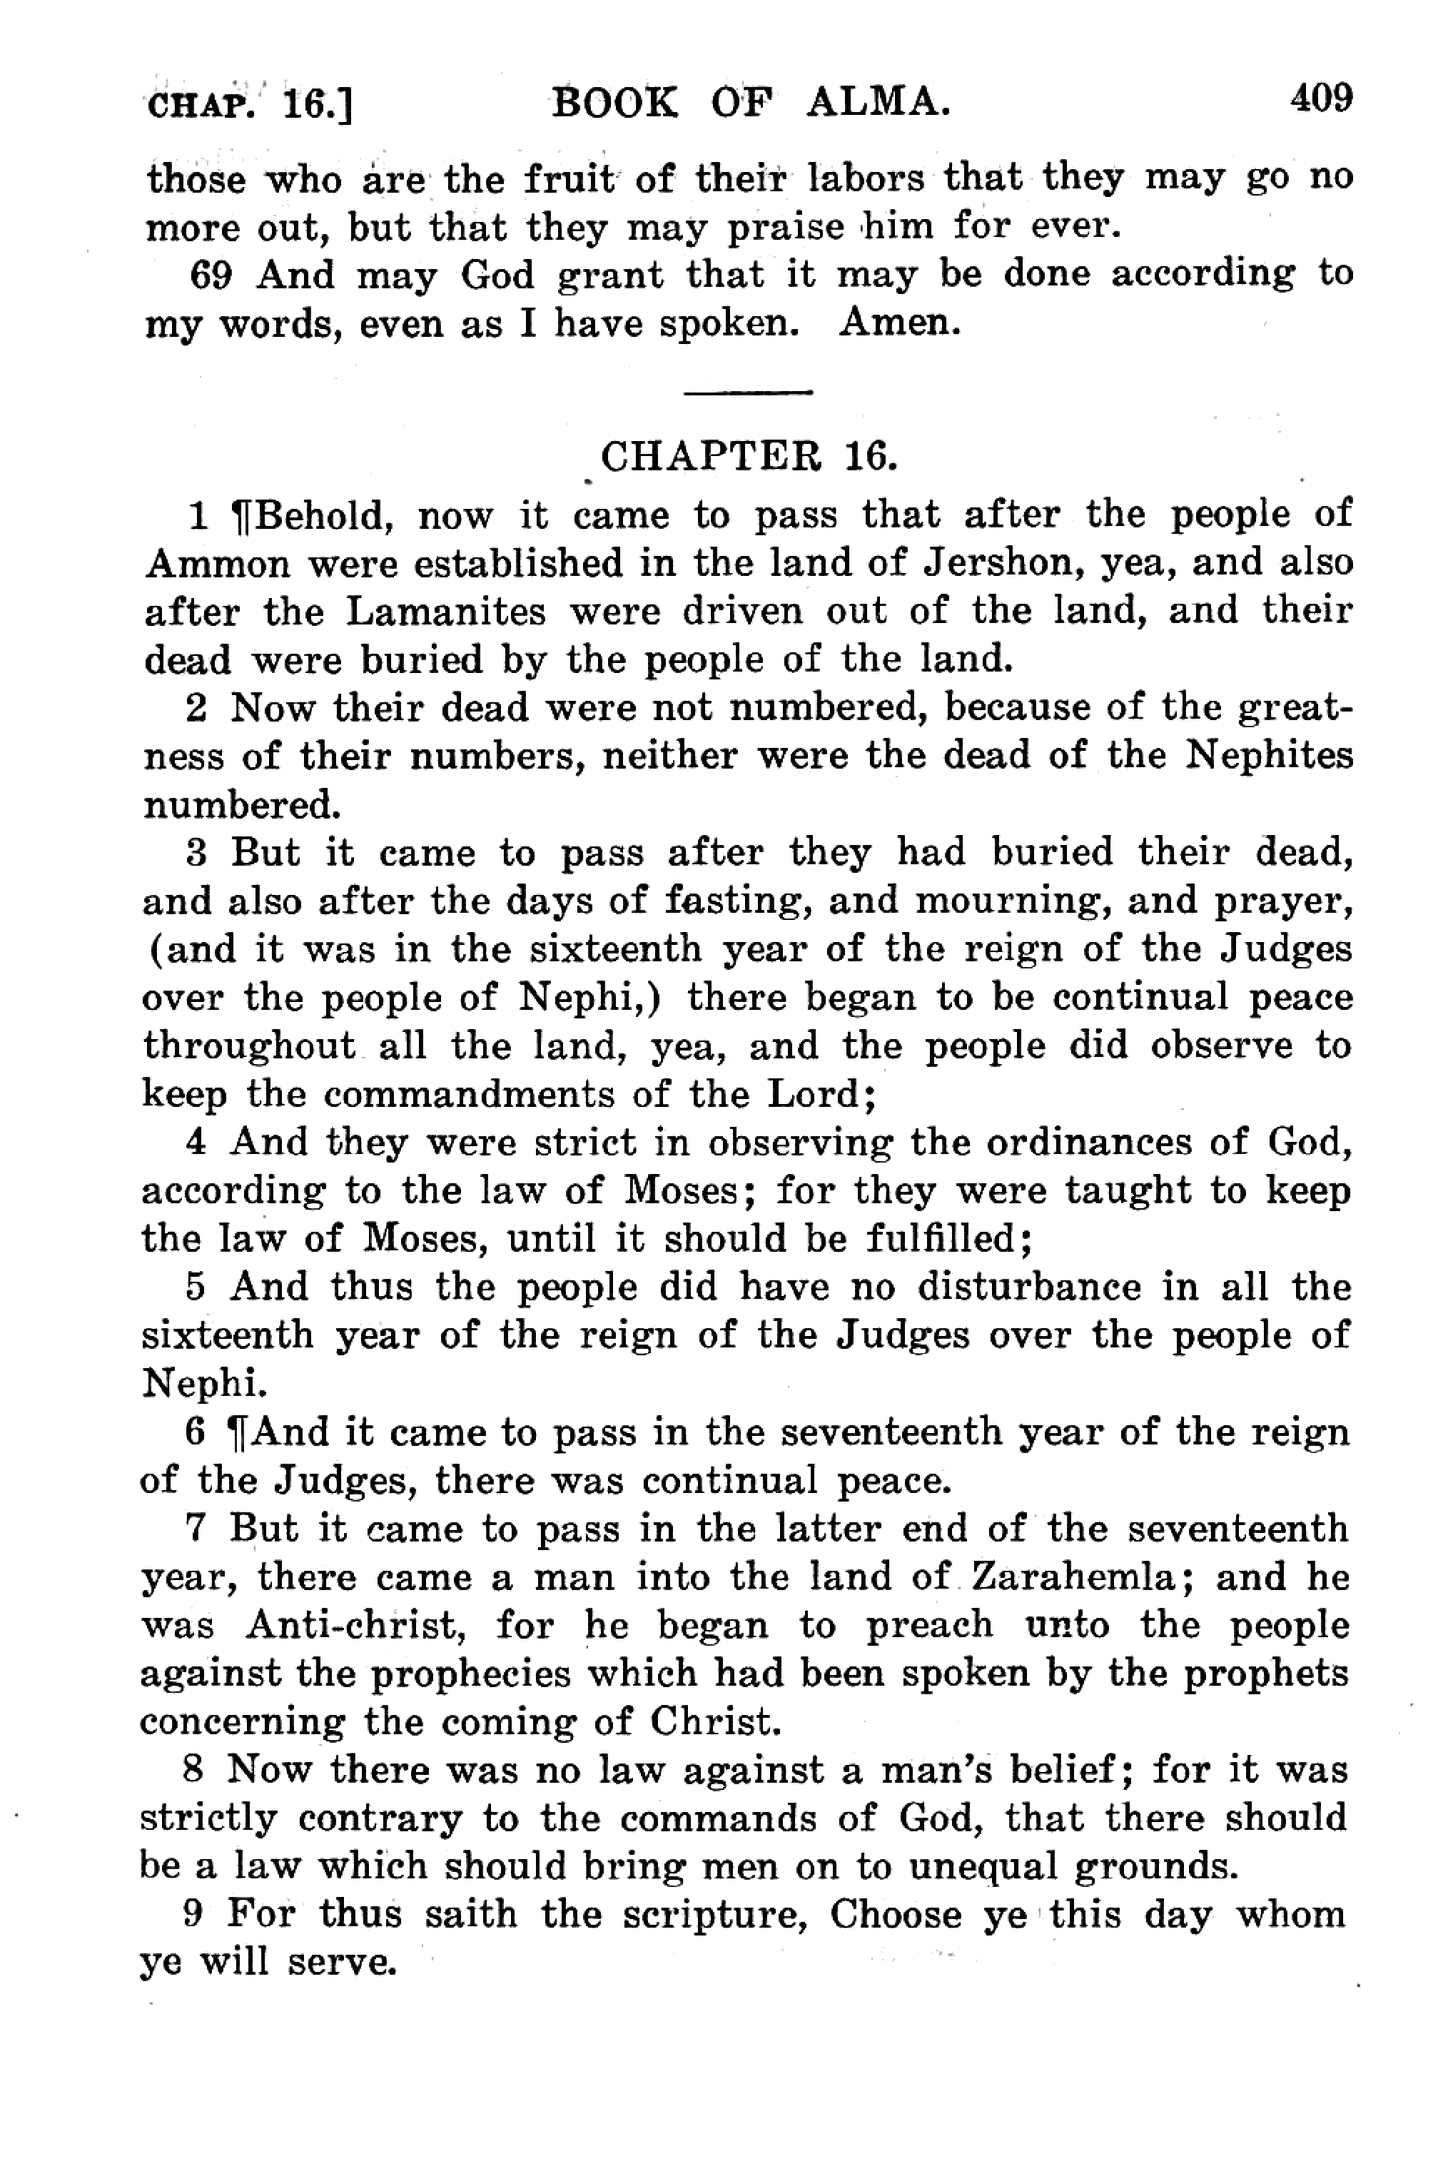 CHAP. 16.] BOOK OF ALMA. 409
those who are the fruit of their labors that they may go no
more out, but that they may praise him for ever.
69 And may God grant that it may be done according to
my words, even as I have spoken. Amen.
CHAPTER 16.
1 ¶Behold, now it came to pass that after the people of
Ammon were established in the land of Jershon, yea, and also
after the Lamanites were driven out of the land, and their
dead were buried by the people of the land.
2 Now their dead were not numbered, because of the great-
ness of their numbers, neither were the dead of the Nephites
numbered.
3 But it came to pass after they had buried their dead,
and also after the days of fasting, and mourning, and prayer,
(and it was in the sixteenth year of the reign of the Judges
over the people of Nephi,) there began to be continual peace
throughout all the land, yea, and the people did observe to
keep the commandments of the Lord;
4 And they were strict in observing the ordinances of God,
according to the law of Moses; for they were taught to keep
the law of Moses, until it should be fulfilled;
5 And thus the people did have no disturbance in all the
sixteenth year of the reign of the Judges over the people of
Nephi.
6 ¶And it came to pass in the seventeenth year of the reign
of the Judges, there was continual peace.
7 But it came to pass in the latter end of the seventeenth
year, there came a man into the land of Zarahemla; and he
was Anti-christ, for he began to preach unto the people
against the prophecies which had been spoken by the prophets
concerning the coming of Christ.
8 Now there was no law against a man's belief; for it was
strictly contrary to the commands of God, that there should
be a law which should bring men on to unequal grounds.
9 For thus saith the scripture, Choose ye this day whom
ye will serve.